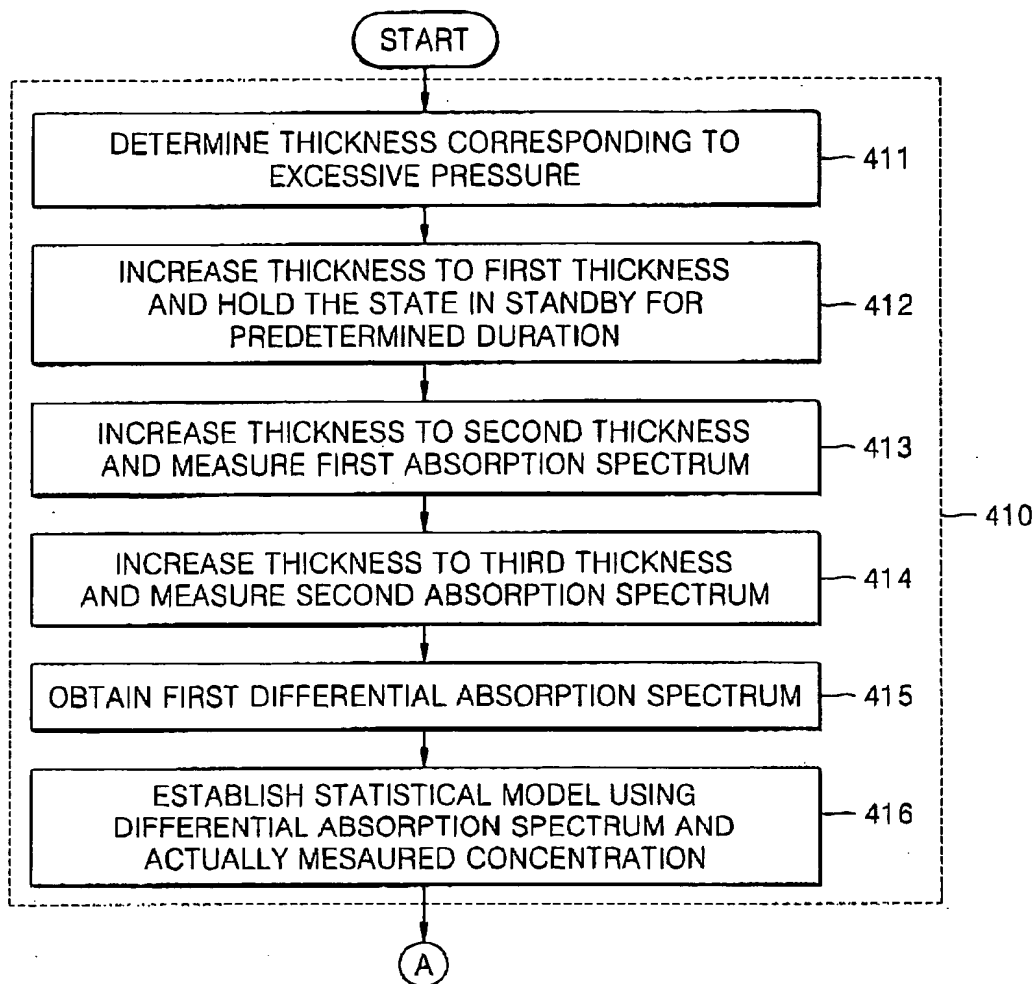 START
DETERMINE THICKNESS CORRESPONDING TO
EXCESSIVE PRESSURE
411
INCREASE THICKNESS TO FIRST THICKNESS
AND HOLD THE STATE IN STANDBY FOR
PREDETERMINED DURATION
412
INCREASE THICKNESS TO SECOND THICKNESS
AND MEASURE FIRST ABSORPTION SPECTRUM
413
410
INCREASE THICKNESS TO THIRD THICKNESS
AND MEASURE SECOND ABSORPTION SPECTRUM
414
OBTAIN FIRST DIFFERENTIAL ABSORPTION SPECTRUM
415
ESTABLISH STATISTICAL MODEL USING
DIFFERENTIAL ABSORPTION SPECTRUM AND
ACTUALLY MESAURED CONCENTRATION
416
A